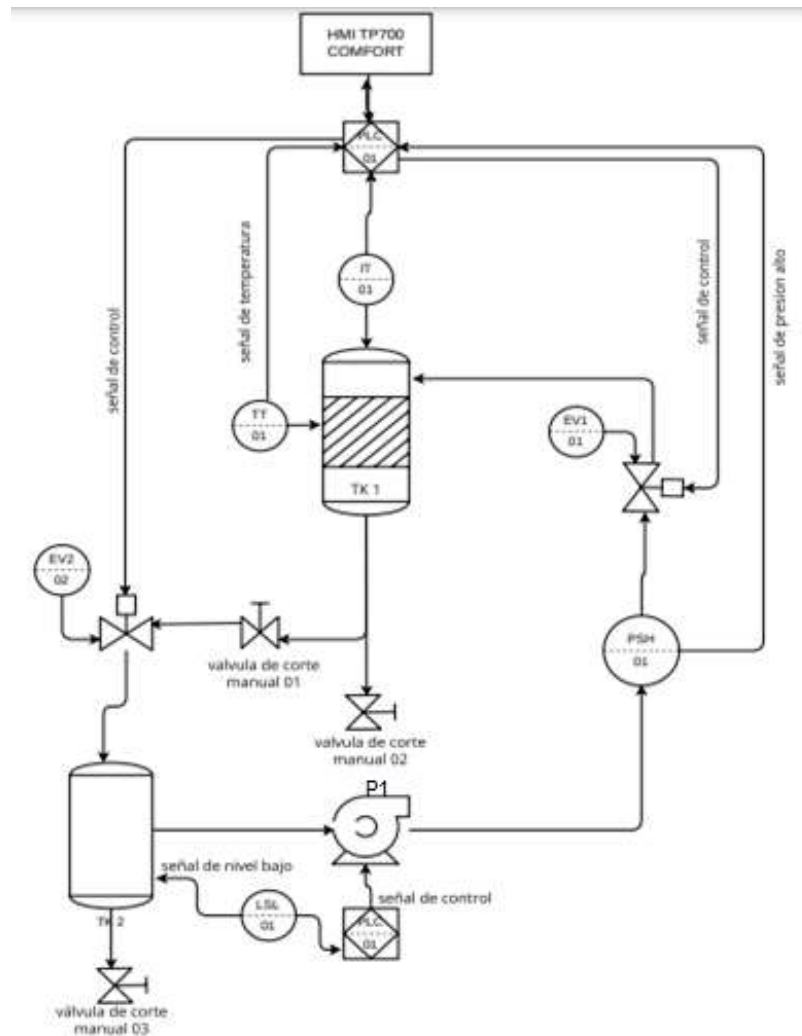 HMI TP700
COMFORT
PLC
01
señal de control
señal de temperatura
IT
01
señal de control
señal de presion alto
TT
01
TK 1
EV1
01
EV2
02
PSH
01
valvula de corte
manual 01
valvula de corte
manual 02
P1
señal de nivel bajo
señal de control
LSL
01
PLC
01
TK 2
válvula de corte
manual 03